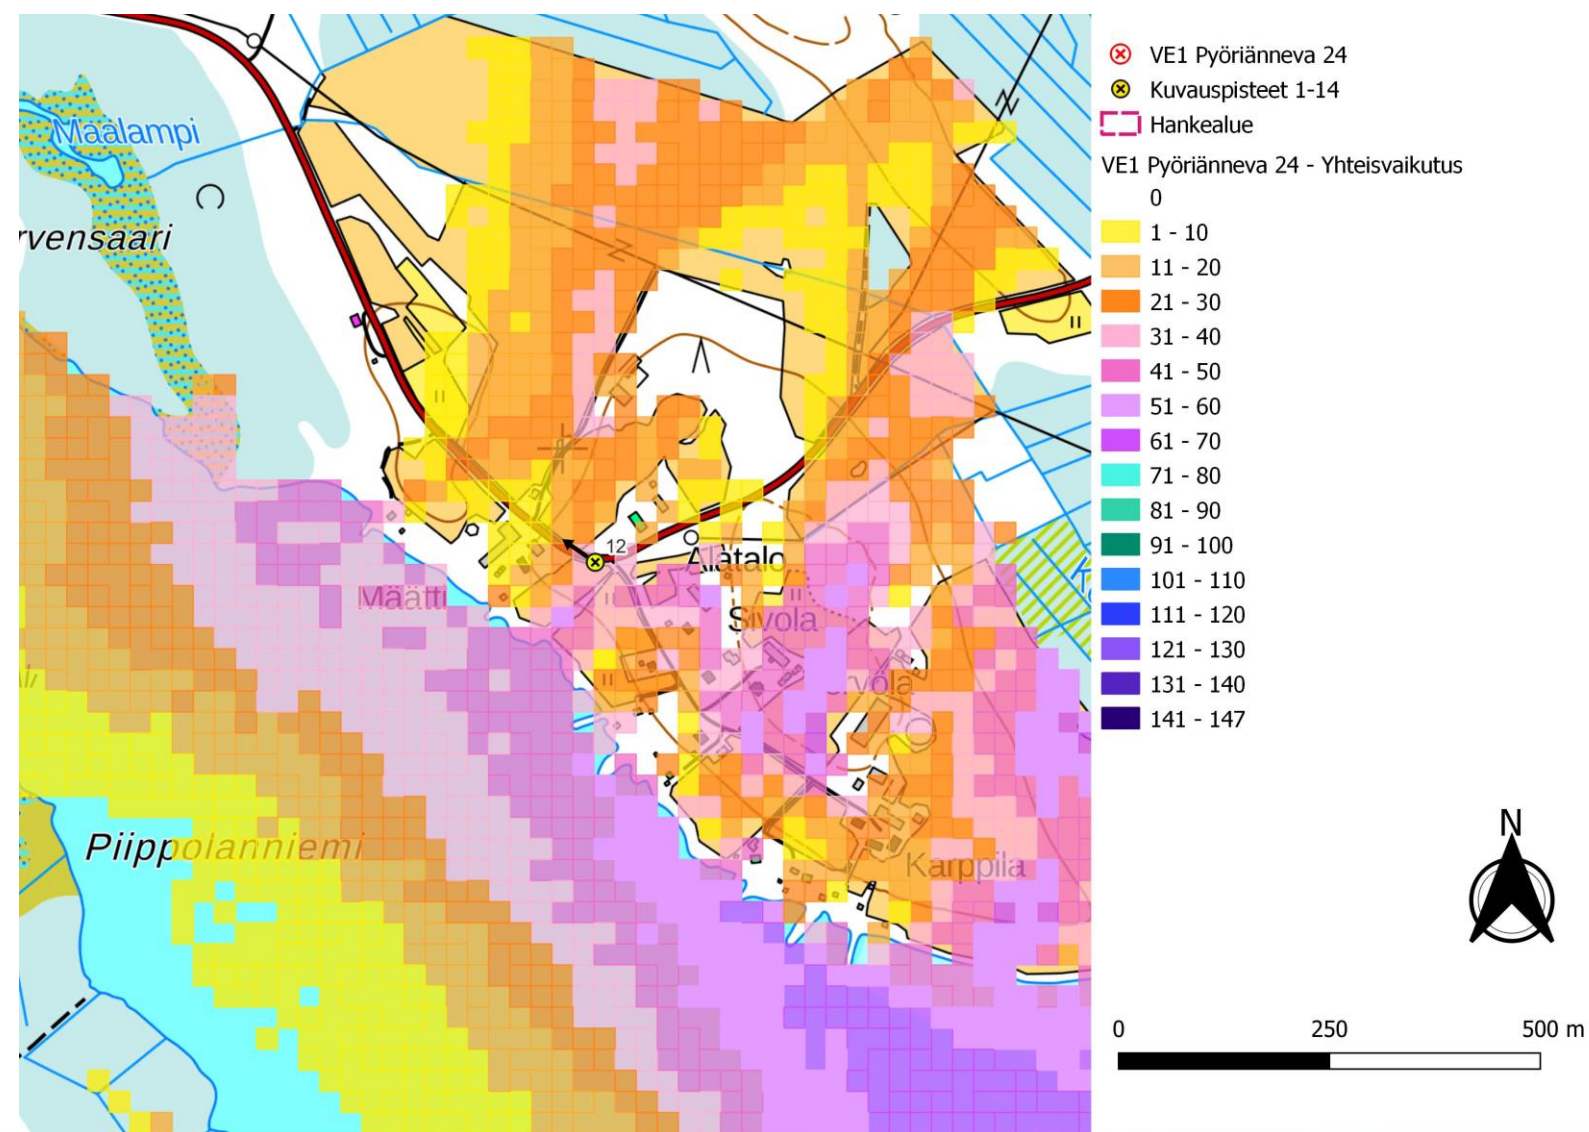 Maalampi
rvensaari
12
Alatalo
Määtti
Sivola
rvola
Piippolanniemi
Karppila
VE1 Pyöriänneva 24
Kuvauspisteet 1-14
Hankealue
VE1 Pyöriänneva 24 - Yhteisvaikutus
0
1 - 10
11 - 20
21 - 30
31 - 40
41 - 50
51 - 60
61 - 70
71 - 80
81 - 90
91 - 100
101 - 110
111 - 120
121 - 130
131 - 140
141 - 147
N
0 250 500 m